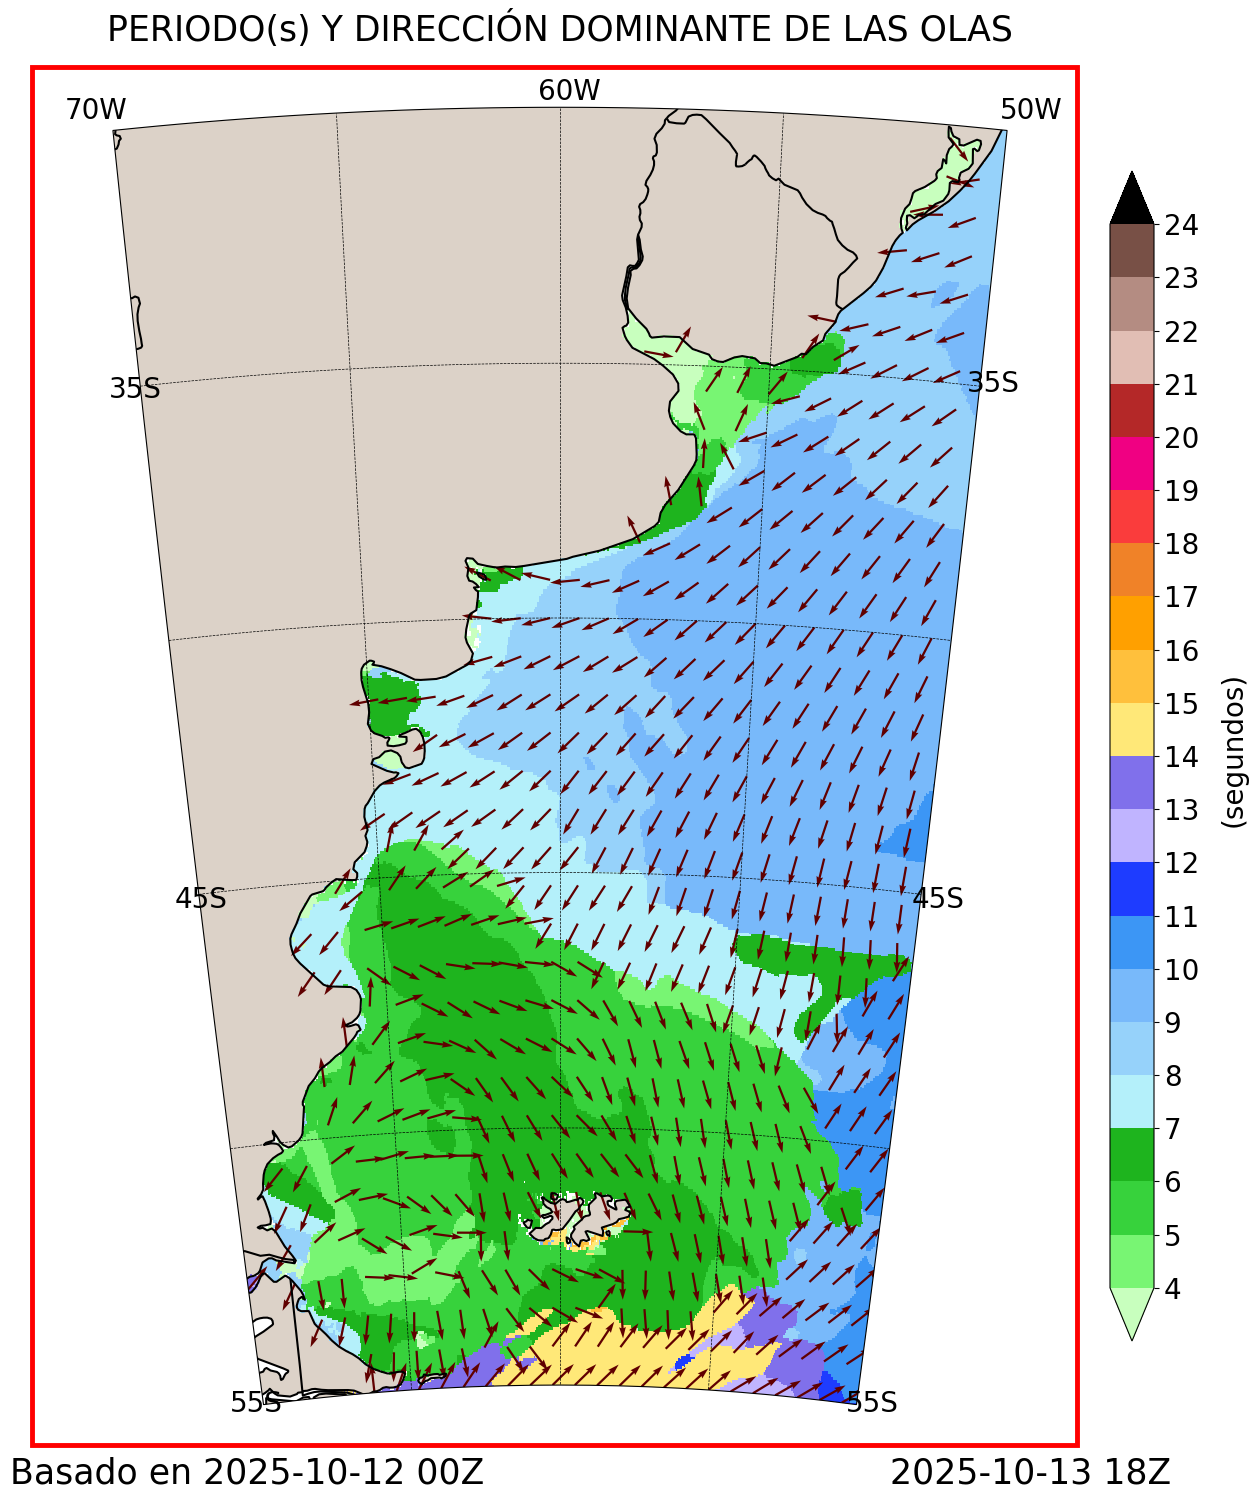 PERIODO(s) Y DIRECCIÓN DOMINANTE DE LAS OLAS
70W
60W
50W
35S
35S
45S
45S
55S
55S
24
23
22
21
20
19
18
17
16
15
14
13
12
11
10
9
8
7
6
5
4
(segundos)
Basado en 2025-10-12 00Z
2025-10-13 18Z